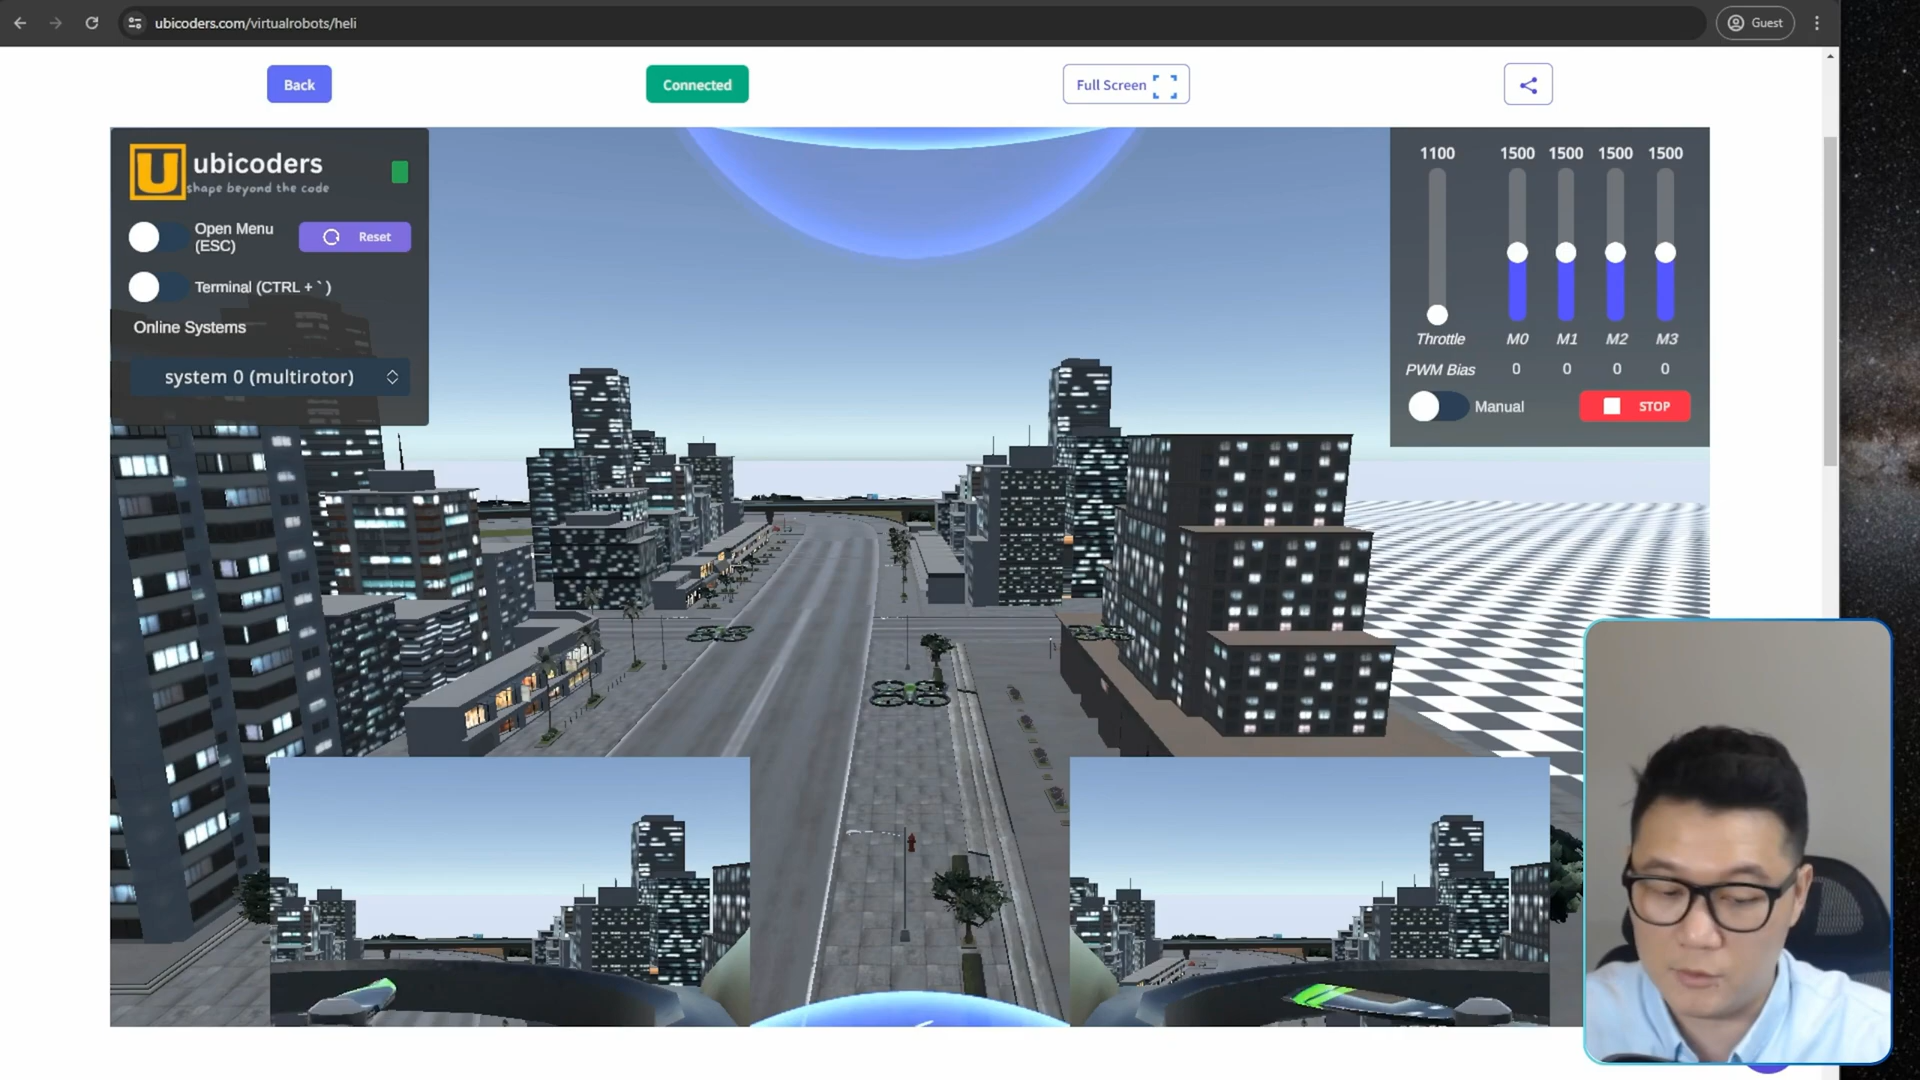 ubicoders.com/virtualrobots/heli
Guest
Back
Connected
Full Screen
U ubicoders
shape beyond the code
Open Menu
(ESC)
Reset
Terminal (CTRL + ` )
Online Systems
system 0 (multirotor)
1100 1500 1500 1500 1500
Throttle M0 M1 M2 M3
PWM Bias 0 0 0 0
Manual
STOP